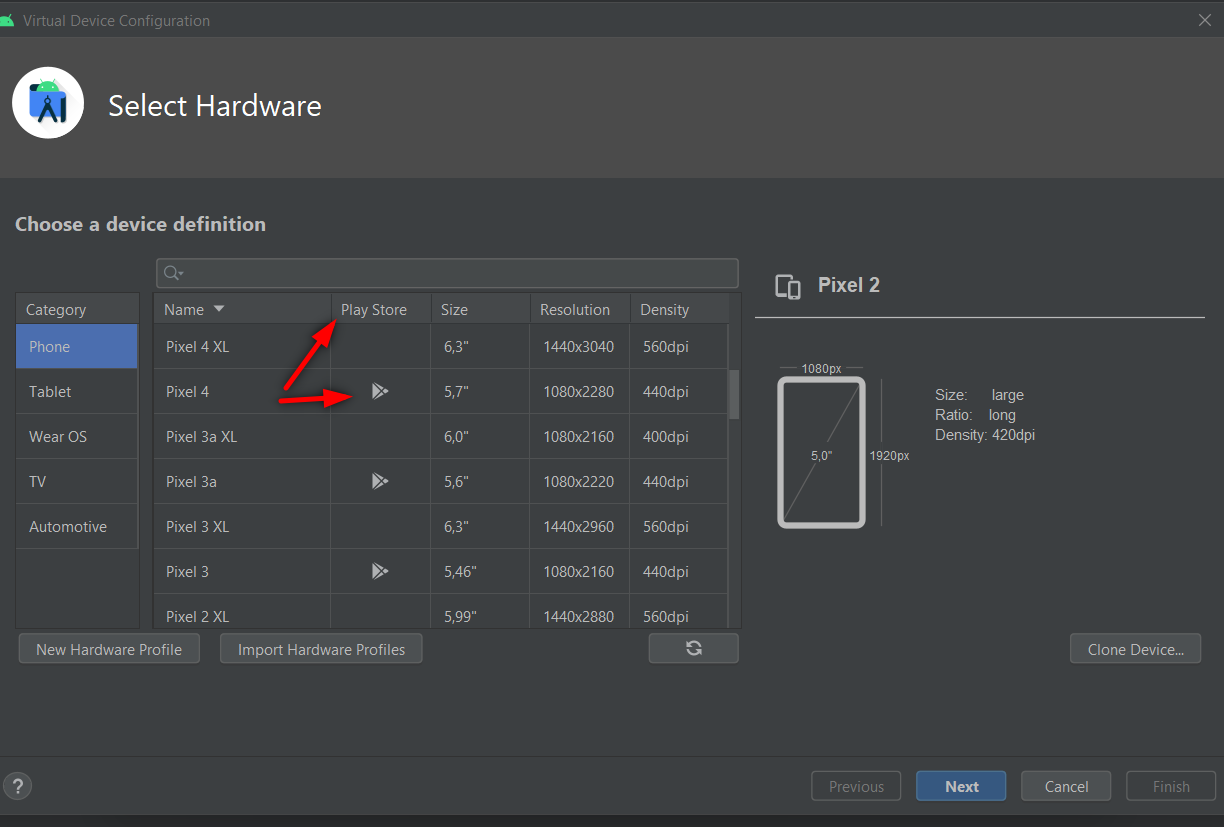 Virtual Device Configuration
Select Hardware
Choose a device definition
Category
Phone
Tablet
Wear OS
TV
Automotive
Name Play Store Size Resolution Density
Pixel 4 XL 6,3" 1440x3040 560dpi
Pixel 4 5,7" 1080x2280 440dpi
Pixel 3a XL 6,0" 1080x2160 400dpi
Pixel 3a 5,6" 1080x2220 440dpi
Pixel 3 XL 6,3" 1440x2960 560dpi
Pixel 3 5,46" 1080x2160 440dpi
Pixel 2 XL 5,99" 1440x2880 560dpi
New Hardware Profile Import Hardware Profiles
Pixel 2
1080px
5,0"
1920px
Size: large
Ratio: long
Density: 420dpi
Clone Device...
? Previous Next Cancel Finish